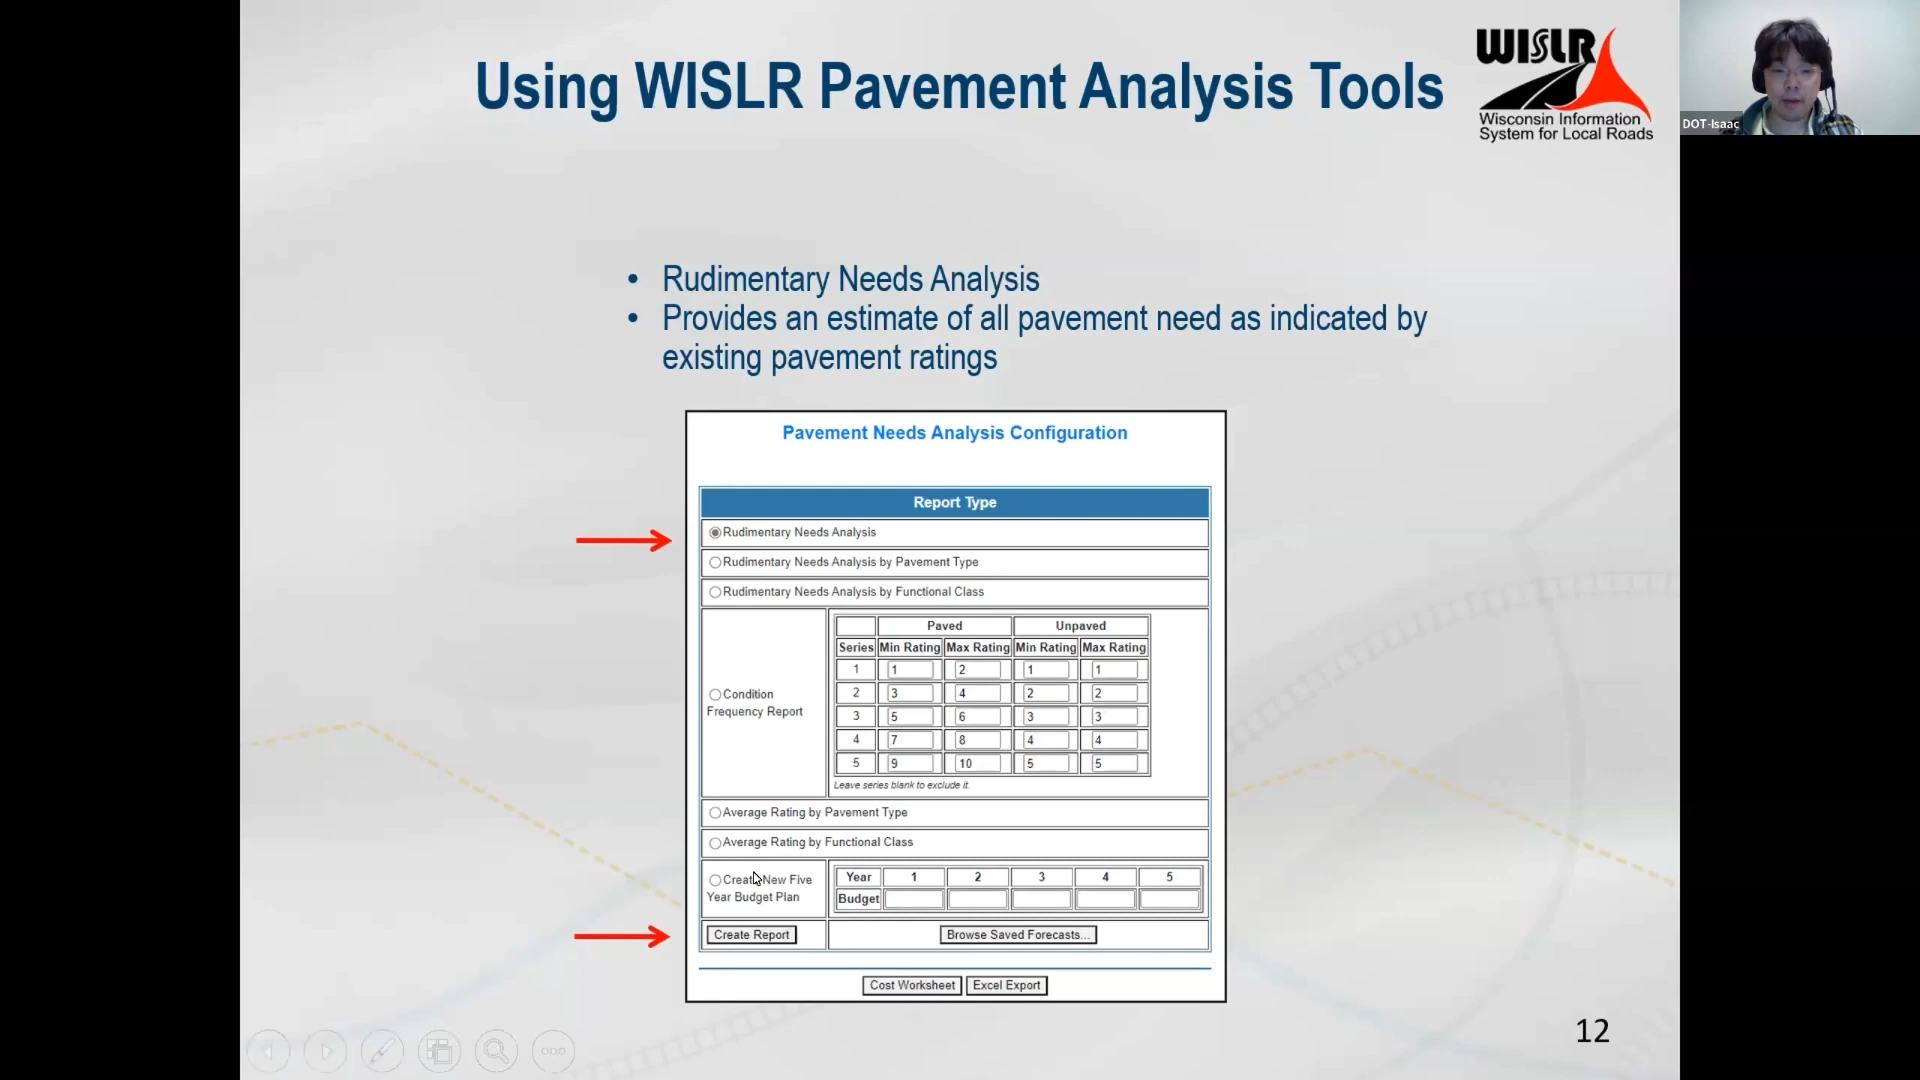 Using WISLR Pavement Analysis Tools
WISLR
Wisconsin Information
System for Local Roads
DOT-Isaac
• Rudimentary Needs Analysis
• Provides an estimate of all pavement need as indicated by
existing pavement ratings
Pavement Needs Analysis Configuration
Report Type
Rudimentary Needs Analysis
Rudimentary Needs Analysis by Pavement Type
Rudimentary Needs Analysis by Functional Class
Condition
Frequency Report
Paved Unpaved
Series Min Rating Max Rating Min Rating Max Rating
1 1 2 1 1
2 3 4 2 2
3 5 6 3 3
4 7 8 4 4
5 9 10 5 5
Leave series blank to exclude it.
Average Rating by Pavement Type
Average Rating by Functional Class
Create New Five
Year Budget Plan
Year 1 2 3 4 5
Budget
Create Report Browse Saved Forecasts...
Cost Worksheet Excel Export
12